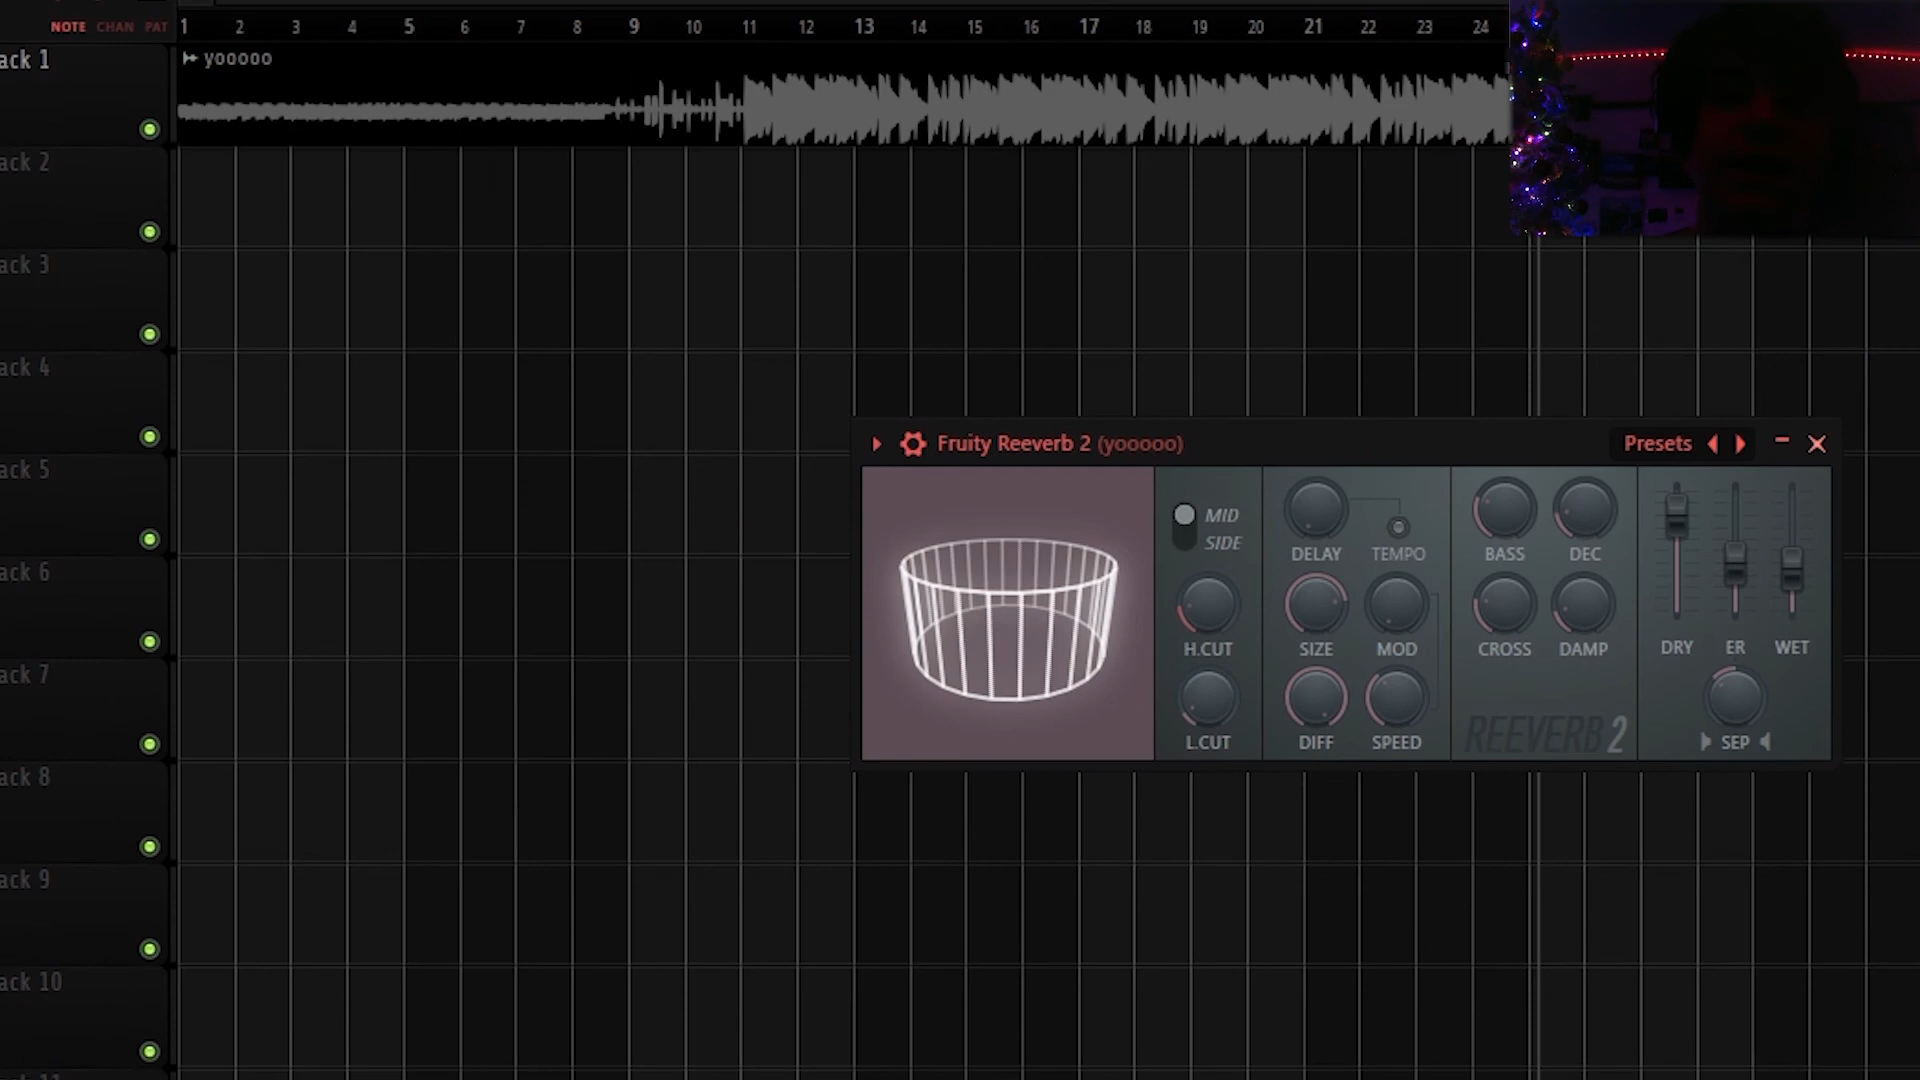 NOTE CHAN PAT
1 2 3 4 5 6 7 8 9 10 11 12 13 14 15 16 17 18 19 20 21 22 23 24
ack 1
yooooo
ack 2
ack 3
ack 4
ack 5
ack 6
ack 7
ack 8
ack 9
ack 10
Fruity Reeverb 2 (yooooo)
Presets
MID
SIDE
H.CUT
L.CUT
DELAY TEMPO
SIZE MOD
DIFF SPEED
BASS DEC
CROSS DAMP
REEVERB 2
DRY ER WET
SEP